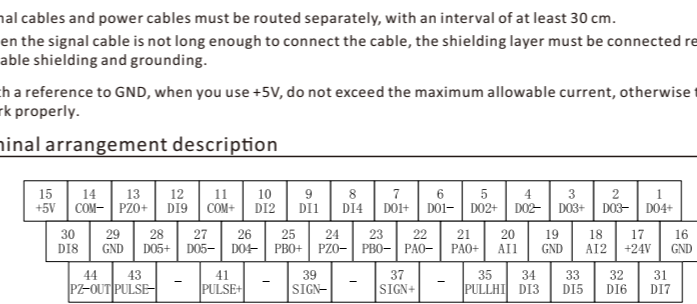 nal cables and power cables must be routed separately, with an interval of at least 30 cm.
en the signal cable is not long enough to connect the cable, the shielding layer must be connected re
able shielding and grounding.
th a reference to GND, when you use +5V, do not exceed the maximum allowable current, otherwise t
rk properly.
minal arrangement description
15 14 13 12 11 10 9 8 7 6 5 4 3 2 1
+5V COM− PZO+ DI9 COM+ DI2 DI1 DI4 DO1+ DO1− DO2+ DO2− DO3+ DO3− DO4+
30 29 28 27 26 25 24 23 22 21 20 19 18 17 16
DI8 GND DO5+ DO5− DO4− PBO+ PZO− PBO− PAO− PAO+ AI1 GND AI2 +24V GND
44 43 − 41 − 39 − 37 − 35 34 33 32 31
PZ−OUT PULSE− PULSE+ SIGN− SIGN+ PULLHI DI3 DI5 DI6 DI7